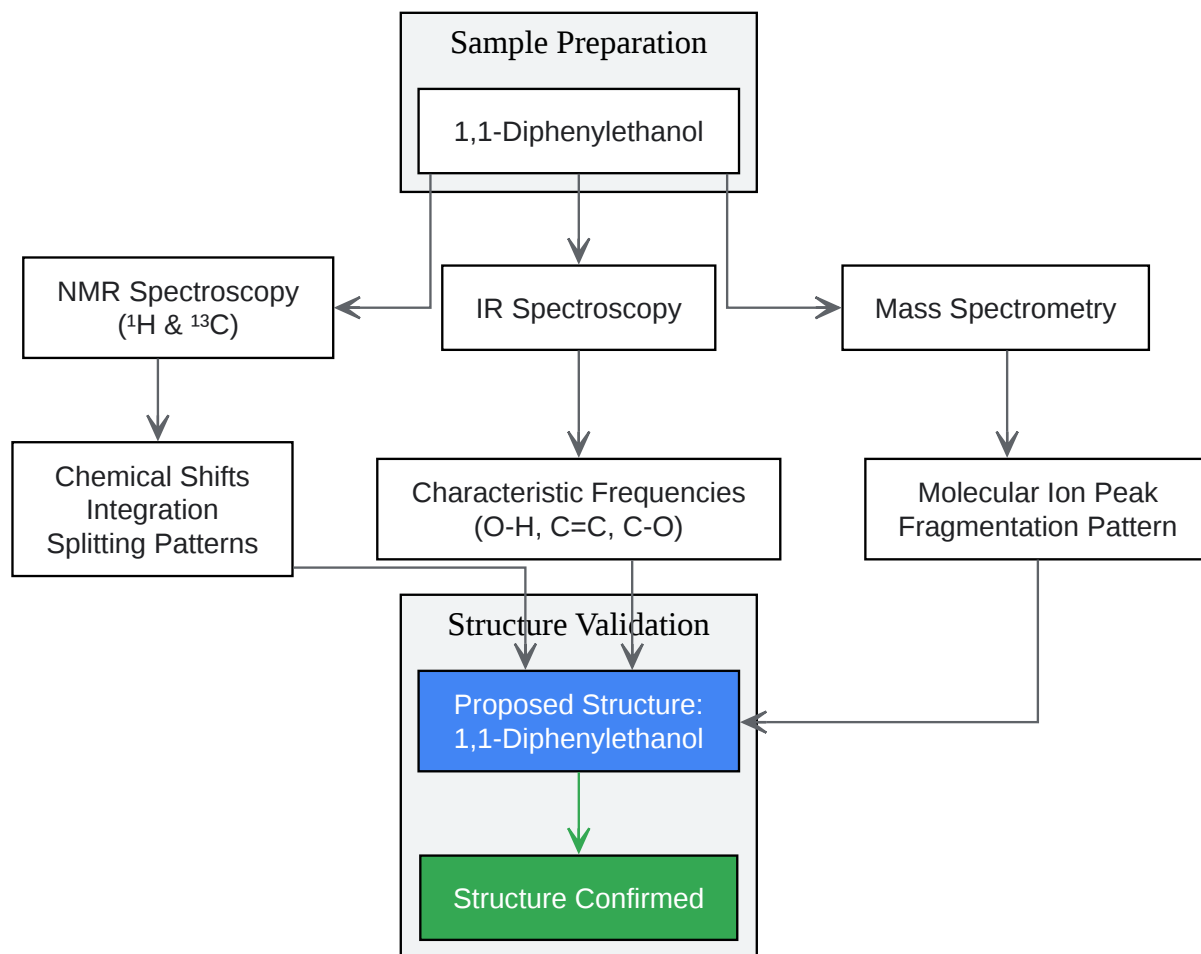 Sample Preparation
1,1-Diphenylethanol
NMR Spectroscopy
(¹H & ¹³C)
IR Spectroscopy
Mass Spectrometry
Chemical Shifts
Integration
Splitting Patterns
Characteristic Frequencies
(O-H, C=C, C-O)
Molecular Ion Peak
Fragmentation Pattern
Structure Validation
Proposed Structure:
1,1-Diphenylethanol
Structure Confirmed